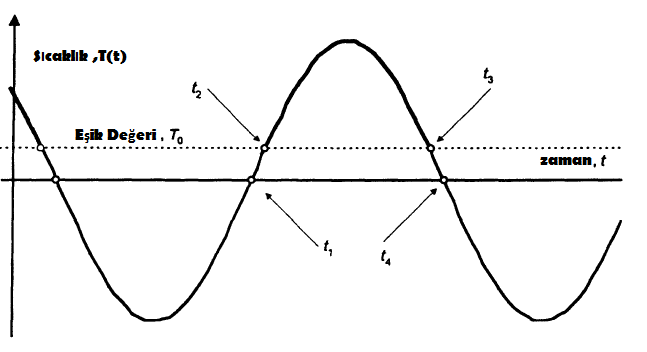 Sıcaklık ,T(t)
t₂
t₃
Eşik Değeri , T₀
zaman, t
t₁
t₄